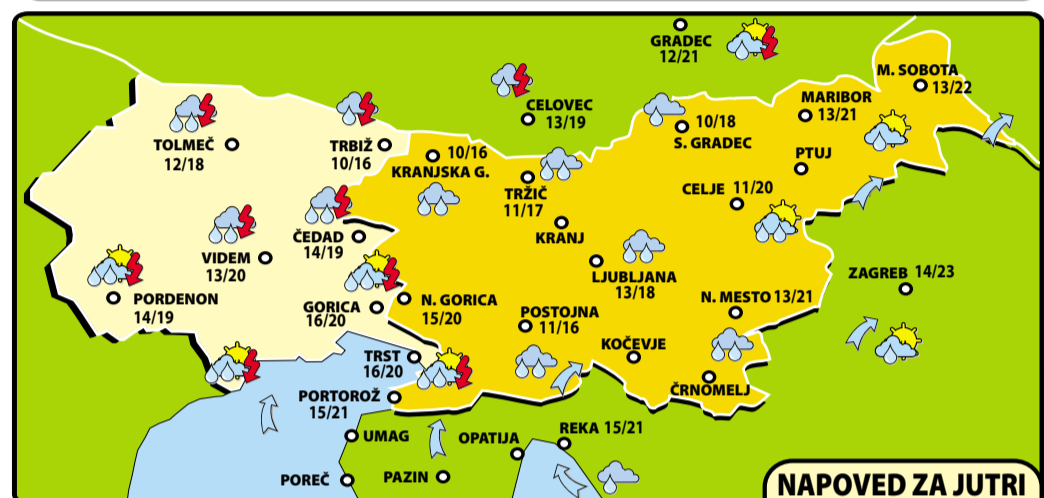 GRADEC
12/21
M. SOBOTA
13/22
CELOVEC
13/19
MARIBOR
13/21
10/18
S. GRADEC
TOLMEČ
12/18
TRBIŽ
10/16
10/16
KRANJSKA G.
PTUJ
TRŽIČ
11/17
CELJE 11/20
ČEDAD
14/19
KRANJ
VIDEM
13/20
LJUBLJANA
13/18
ZAGREB 14/23
PORDENON
14/19
GORICA
16/20
N. GORICA
15/20
POSTOJNA
11/16
N. MESTO 13/21
KOČEVJE
TRST
16/20
ČRNOMELJ
PORTOROŽ
15/21
UMAG
OPATIJA
REKA 15/21
POREČ
PAZIN
NAPOVED ZA JUTRI